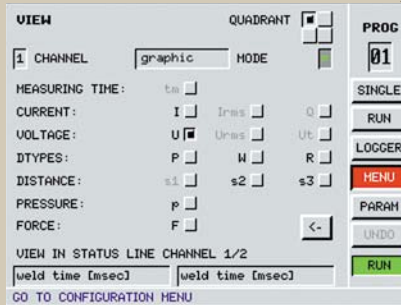 VIEW QUADRANT PROG
1 CHANNEL graphic MODE 01
MEASURING TIME: tm SINGLE
CURRENT: I Irms Q RUN
VOLTAGE: U Urms Ut LOGGER
DTYPES: P W R
DISTANCE: s1 s2 s3 MENU
PRESSURE: p PARAM
FORCE: F <- UNDO
VIEW IN STATUS LINE CHANNEL 1/2
weld time [msec] weld time [msec] RUN
GO TO CONFIGURATION MENU